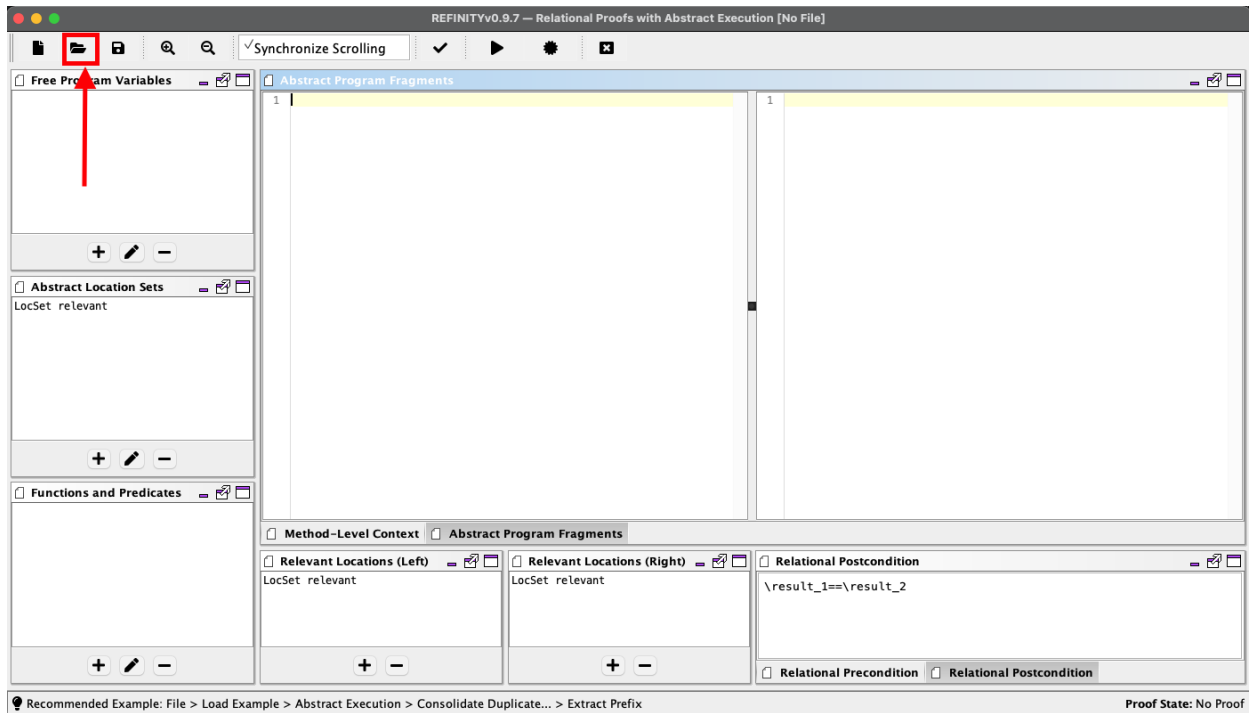 REFINITYv0.9.7 — Relational Proofs with Abstract Execution [No File]
Synchronize Scrolling
Free Program Variables
Abstract Program Fragments
1
1
Abstract Location Sets
LocSet relevant
Functions and Predicates
Method-Level Context
Abstract Program Fragments
Relevant Locations (Left)
LocSet relevant
Relevant Locations (Right)
LocSet relevant
Relational Postcondition
\result_1==\result_2
Relational Precondition
Relational Postcondition
Recommended Example: File > Load Example > Abstract Execution > Consolidate Duplicate... > Extract Prefix
Proof State: No Proof